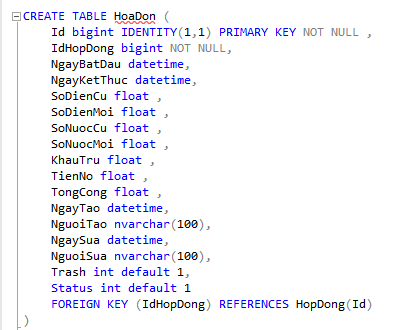 CREATE TABLE HoaDon (
Id bigint IDENTITY(1,1) PRIMARY KEY NOT NULL ,
IdHopDong bigint NOT NULL,
NgayBatDau datetime,
NgayKetThuc datetime,
SoDienCu float ,
SoDienMoi float ,
SoNuocCu float ,
SoNuocMoi float ,
KhauTru float ,
TienNo float ,
TongCong float ,
NgayTao datetime,
NguoiTao nvarchar(100),
NgaySua datetime,
NguoiSua nvarchar(100),
Trash int default 1,
Status int default 1
FOREIGN KEY (IdHopDong) REFERENCES HopDong(Id)
)